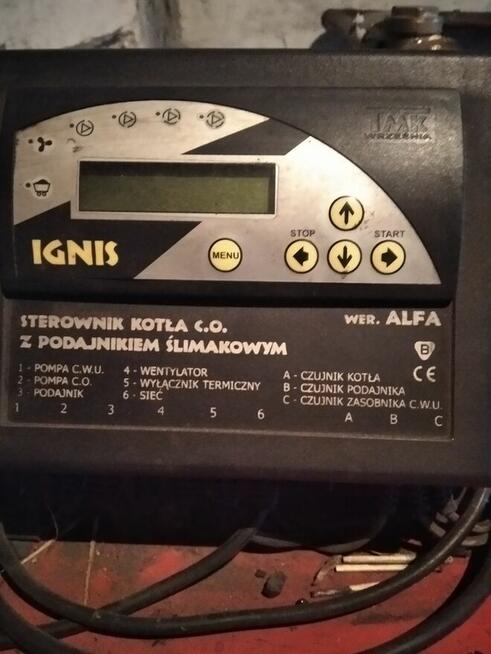 TMK
WRZEŚNIA
STOP
START
IGNIS
MENU
STEROWNIK KOTŁA C.O.
WER. ALFA
Z PODAJNIKIEM ŚLIMAKOWYM
B
CE
1 - POMPA C.W.U.
2 - POMPA C.O.
3 - PODAJNIK
4 - WENTYLATOR
5 - WYŁĄCZNIK TERMICZNY
6 - SIEĆ
A - CZUJNIK KOTŁA
B - CZUJNIK PODAJNIKA
C - CZUJNIK ZASOBNIKA C.W.U.
1 2 3 4 5 6 A B C